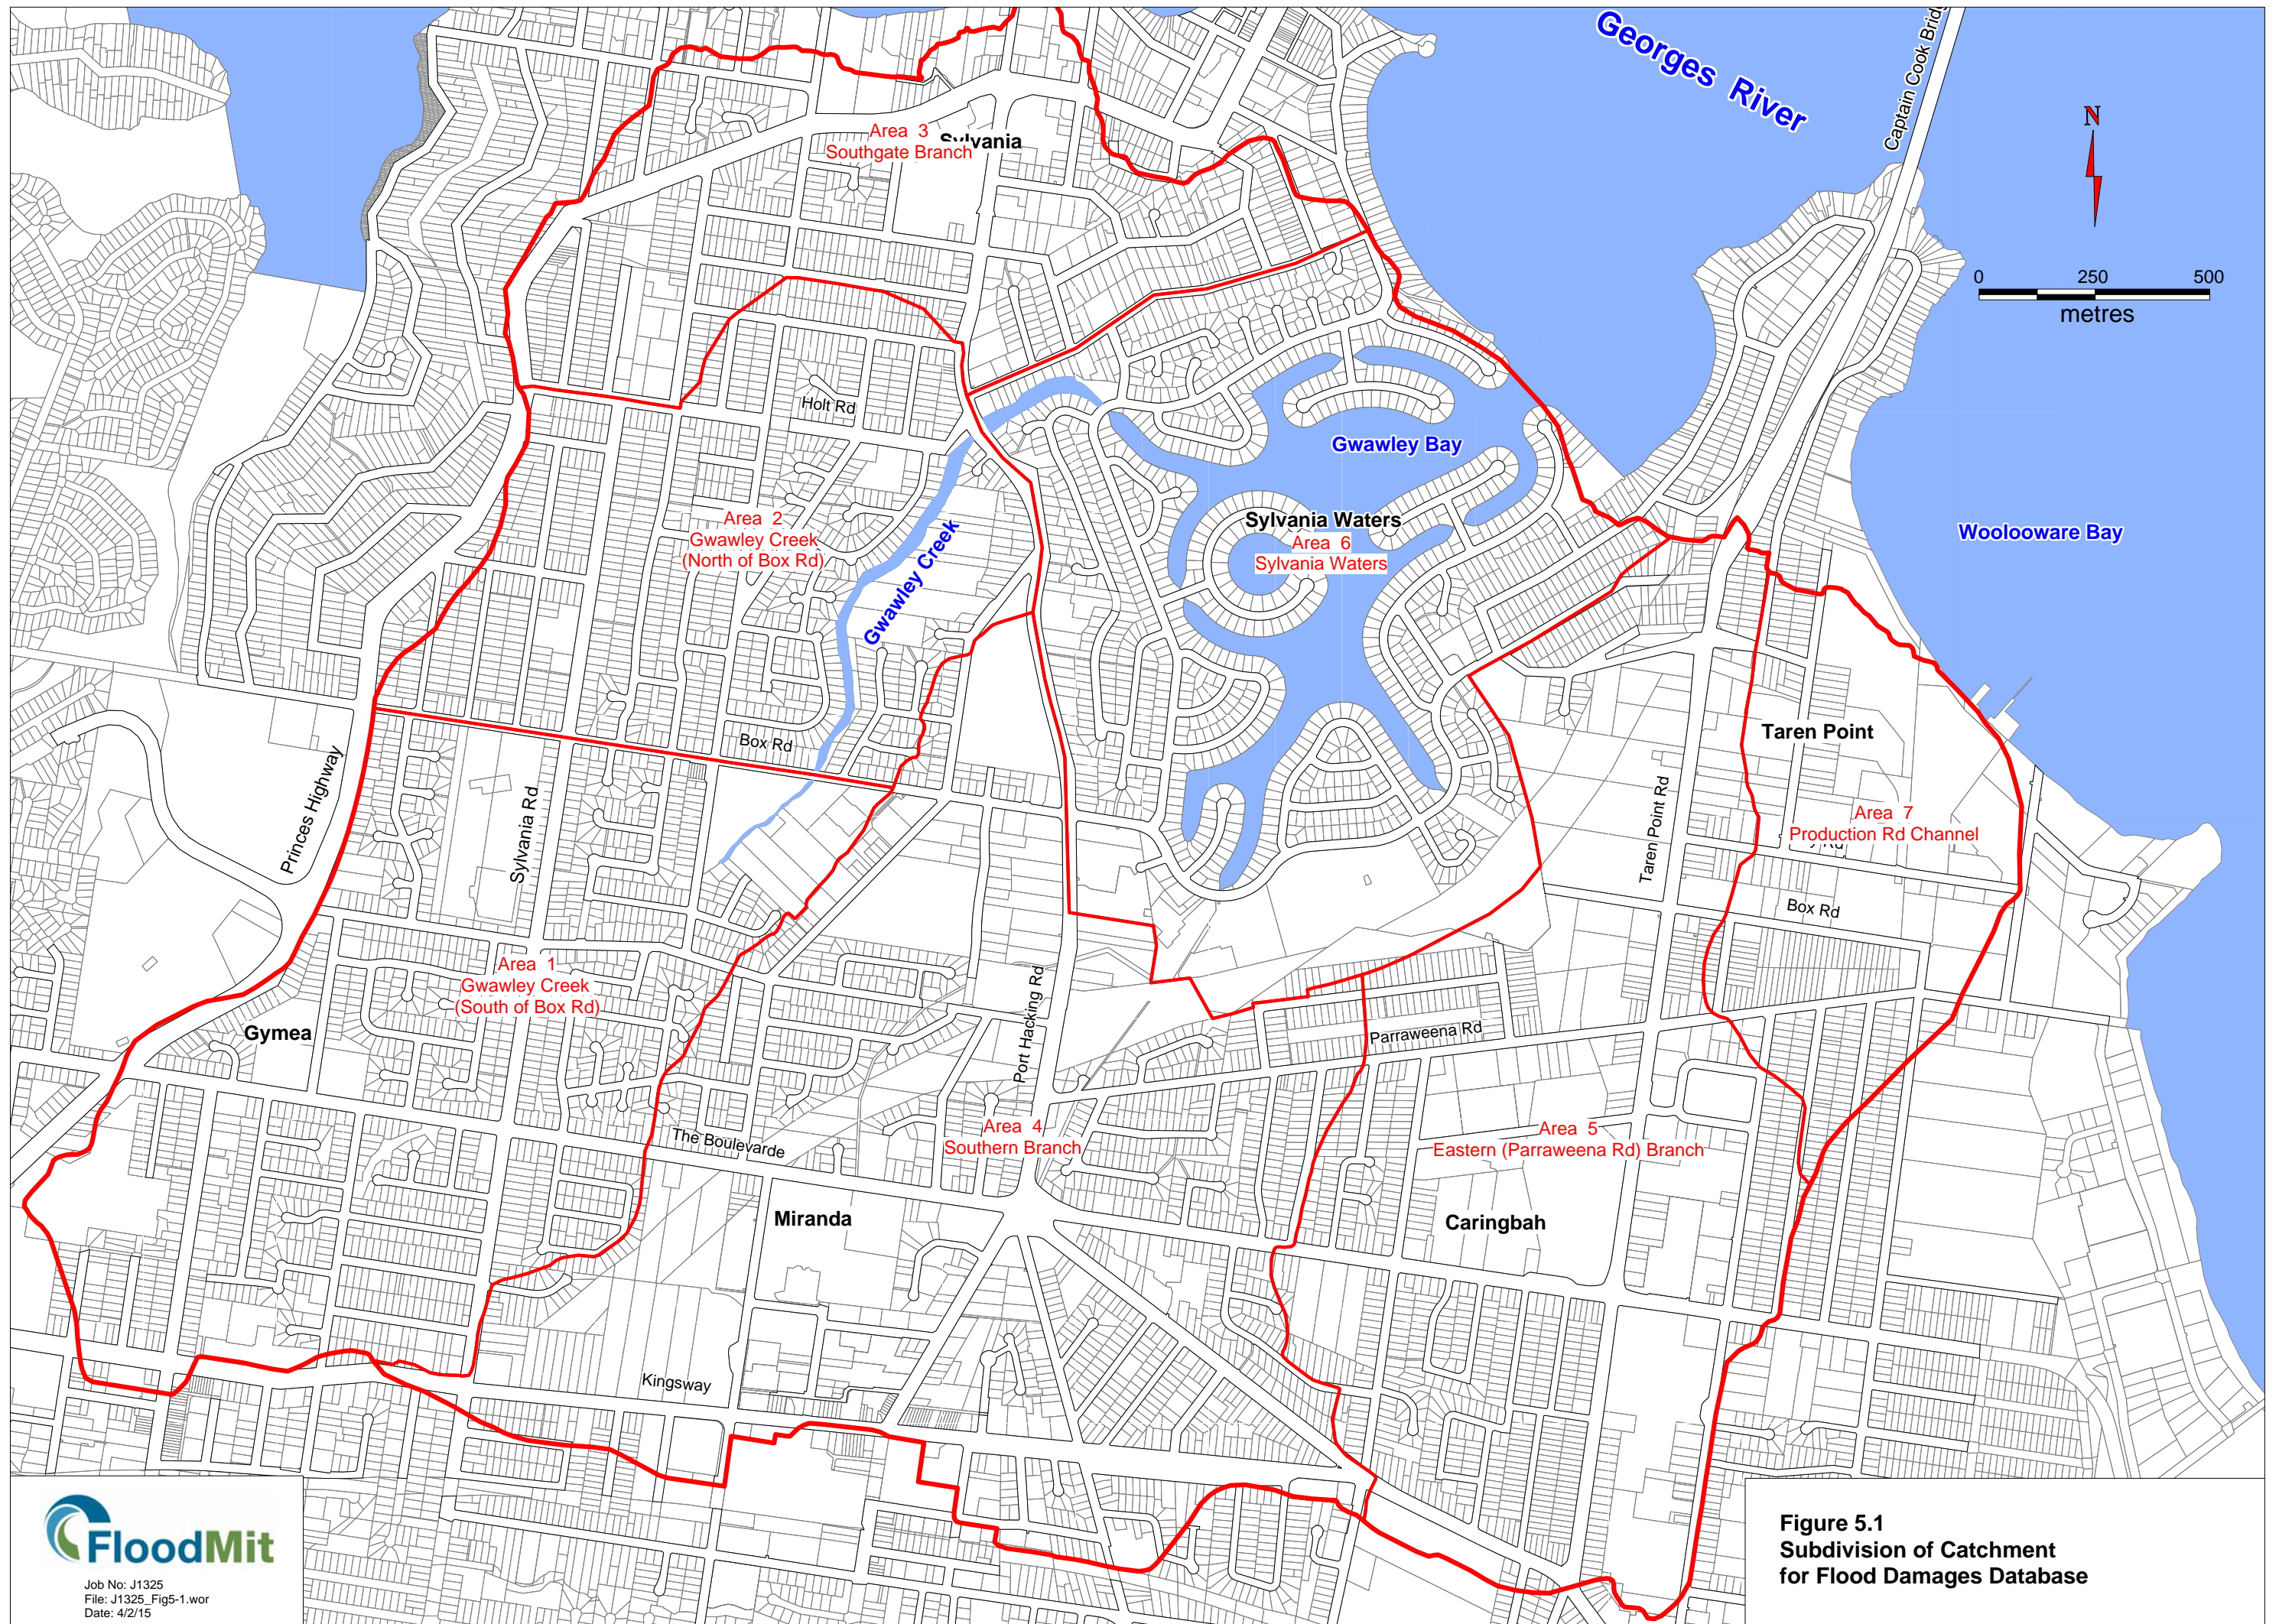 Georges River
Captain Cook Brid
N
0 250 500
metres
Area 3
Southgate Branch
Sylvania
Holt Rd
Gwawley Bay
Area 2
Gwawley Creek
(North of Box Rd)
Gwawley Creek
Sylvania Waters
Area 6
Sylvania Waters
Woolooware Bay
Box Rd
Princes Highway
Sylvania Rd
Taren Point
Taren Point Rd
Area 7
Production Rd Channel
Box Rd
Area 1
Gwawley Creek
(South of Box Rd)
Gymea
Port Hacking Rd
Parraweena Rd
The Boulevarde
Area 4
Southern Branch
Area 5
Eastern (Parraweena Rd) Branch
Miranda
Caringbah
Kingsway
FloodMit
Job No: J1325
File: J1325_Fig5-1.wor
Date: 4/2/15
Figure 5.1
Subdivision of Catchment
for Flood Damages Database